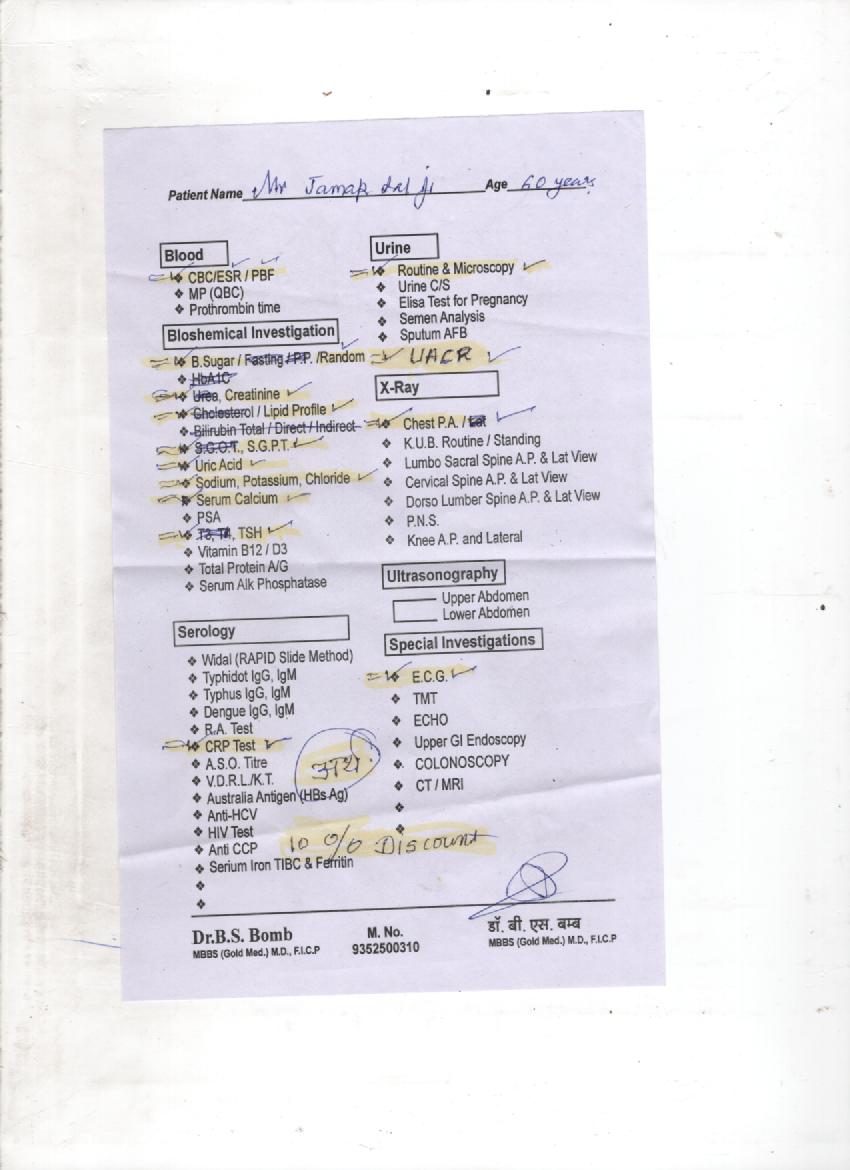 Patient Name Mr Jamak Lal ji Age 60 years
Blood
CBC/ESR / PBF
MP (QBC)
Prothrombin time
Bloshemical Investigation
B.Sugar / Fasting / P.P. /Random
HbA1C
Urea, Creatinine
Cholesterol / Lipid Profile
Bilirubin Total / Direct / Indirect
S.G.O.T., S.G.P.T.
Uric Acid
Sodium, Potassium, Chloride
Serum Calcium
PSA
T3, T4, TSH
Vitamin B12 / D3
Total Protein A/G
Serum Alk Phosphatase
Serology
Widal (RAPID Slide Method)
Typhidot IgG, IgM
Typhus IgG, IgM
Dengue IgG, IgM
R.A. Test
CRP Test
A.S.O. Titre
V.D.R.L./K.T.
Australia Antigen (HBs Ag)
Anti-HCV
HIV Test
Anti CCP
Serium Iron TIBC & Ferritin
Urine
Routine & Microscopy
Urine C/S
Elisa Test for Pregnancy
Semen Analysis
Sputum AFB
UACR
X-Ray
Chest P.A. / Lat
K.U.B. Routine / Standing
Lumbo Sacral Spine A.P. & Lat View
Cervical Spine A.P. & Lat View
Dorso Lumber Spine A.P. & Lat View
P.N.S.
Knee A.P. and Lateral
Ultrasonography
Upper Abdomen
Lower Abdomen
Special Investigations
E.C.G.
TMT
ECHO
Upper GI Endoscopy
COLONOSCOPY
CT / MRI
10 % Discount
Dr.B.S. Bomb
MBBS (Gold Med.) M.D., F.I.C.P
M. No.
9352500310
डॉ. बी. एस. बम्ब
MBBS (Gold Med.) M.D., F.I.C.P